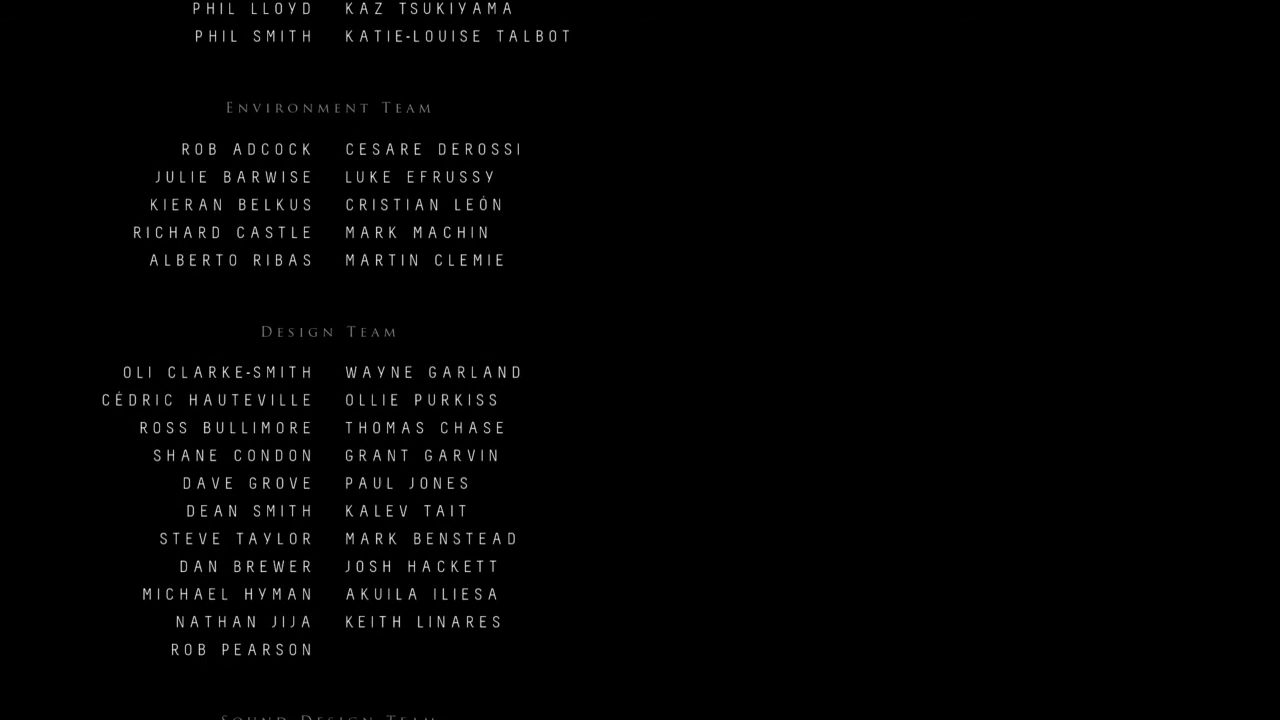 PHIL LLOYD KAZ TSUKIYAMA
PHIL SMITH KATIE-LOUISE TALBOT
ENVIRONMENT TEAM
ROB ADCOCK CESARE DEROSSI
JULIE BARWISE LUKE EFRUSSY
KIERAN BELKUS CRISTIAN LEÓN
RICHARD CASTLE MARK MACHIN
ALBERTO RIBAS MARTIN CLEMIE
DESIGN TEAM
OLI CLARKE-SMITH WAYNE GARLAND
CÉDRIC HAUTEVILLE OLLIE PURKISS
ROSS BULLIMORE THOMAS CHASE
SHANE CONDON GRANT GARVIN
DAVE GROVE PAUL JONES
DEAN SMITH KALEV TAIT
STEVE TAYLOR MARK BENSTEAD
DAN BREWER JOSH HACKETT
MICHAEL HYMAN AKUILA ILIESA
NATHAN JIJA KEITH LINARES
ROB PEARSON
SOUND DESIGN TEAM